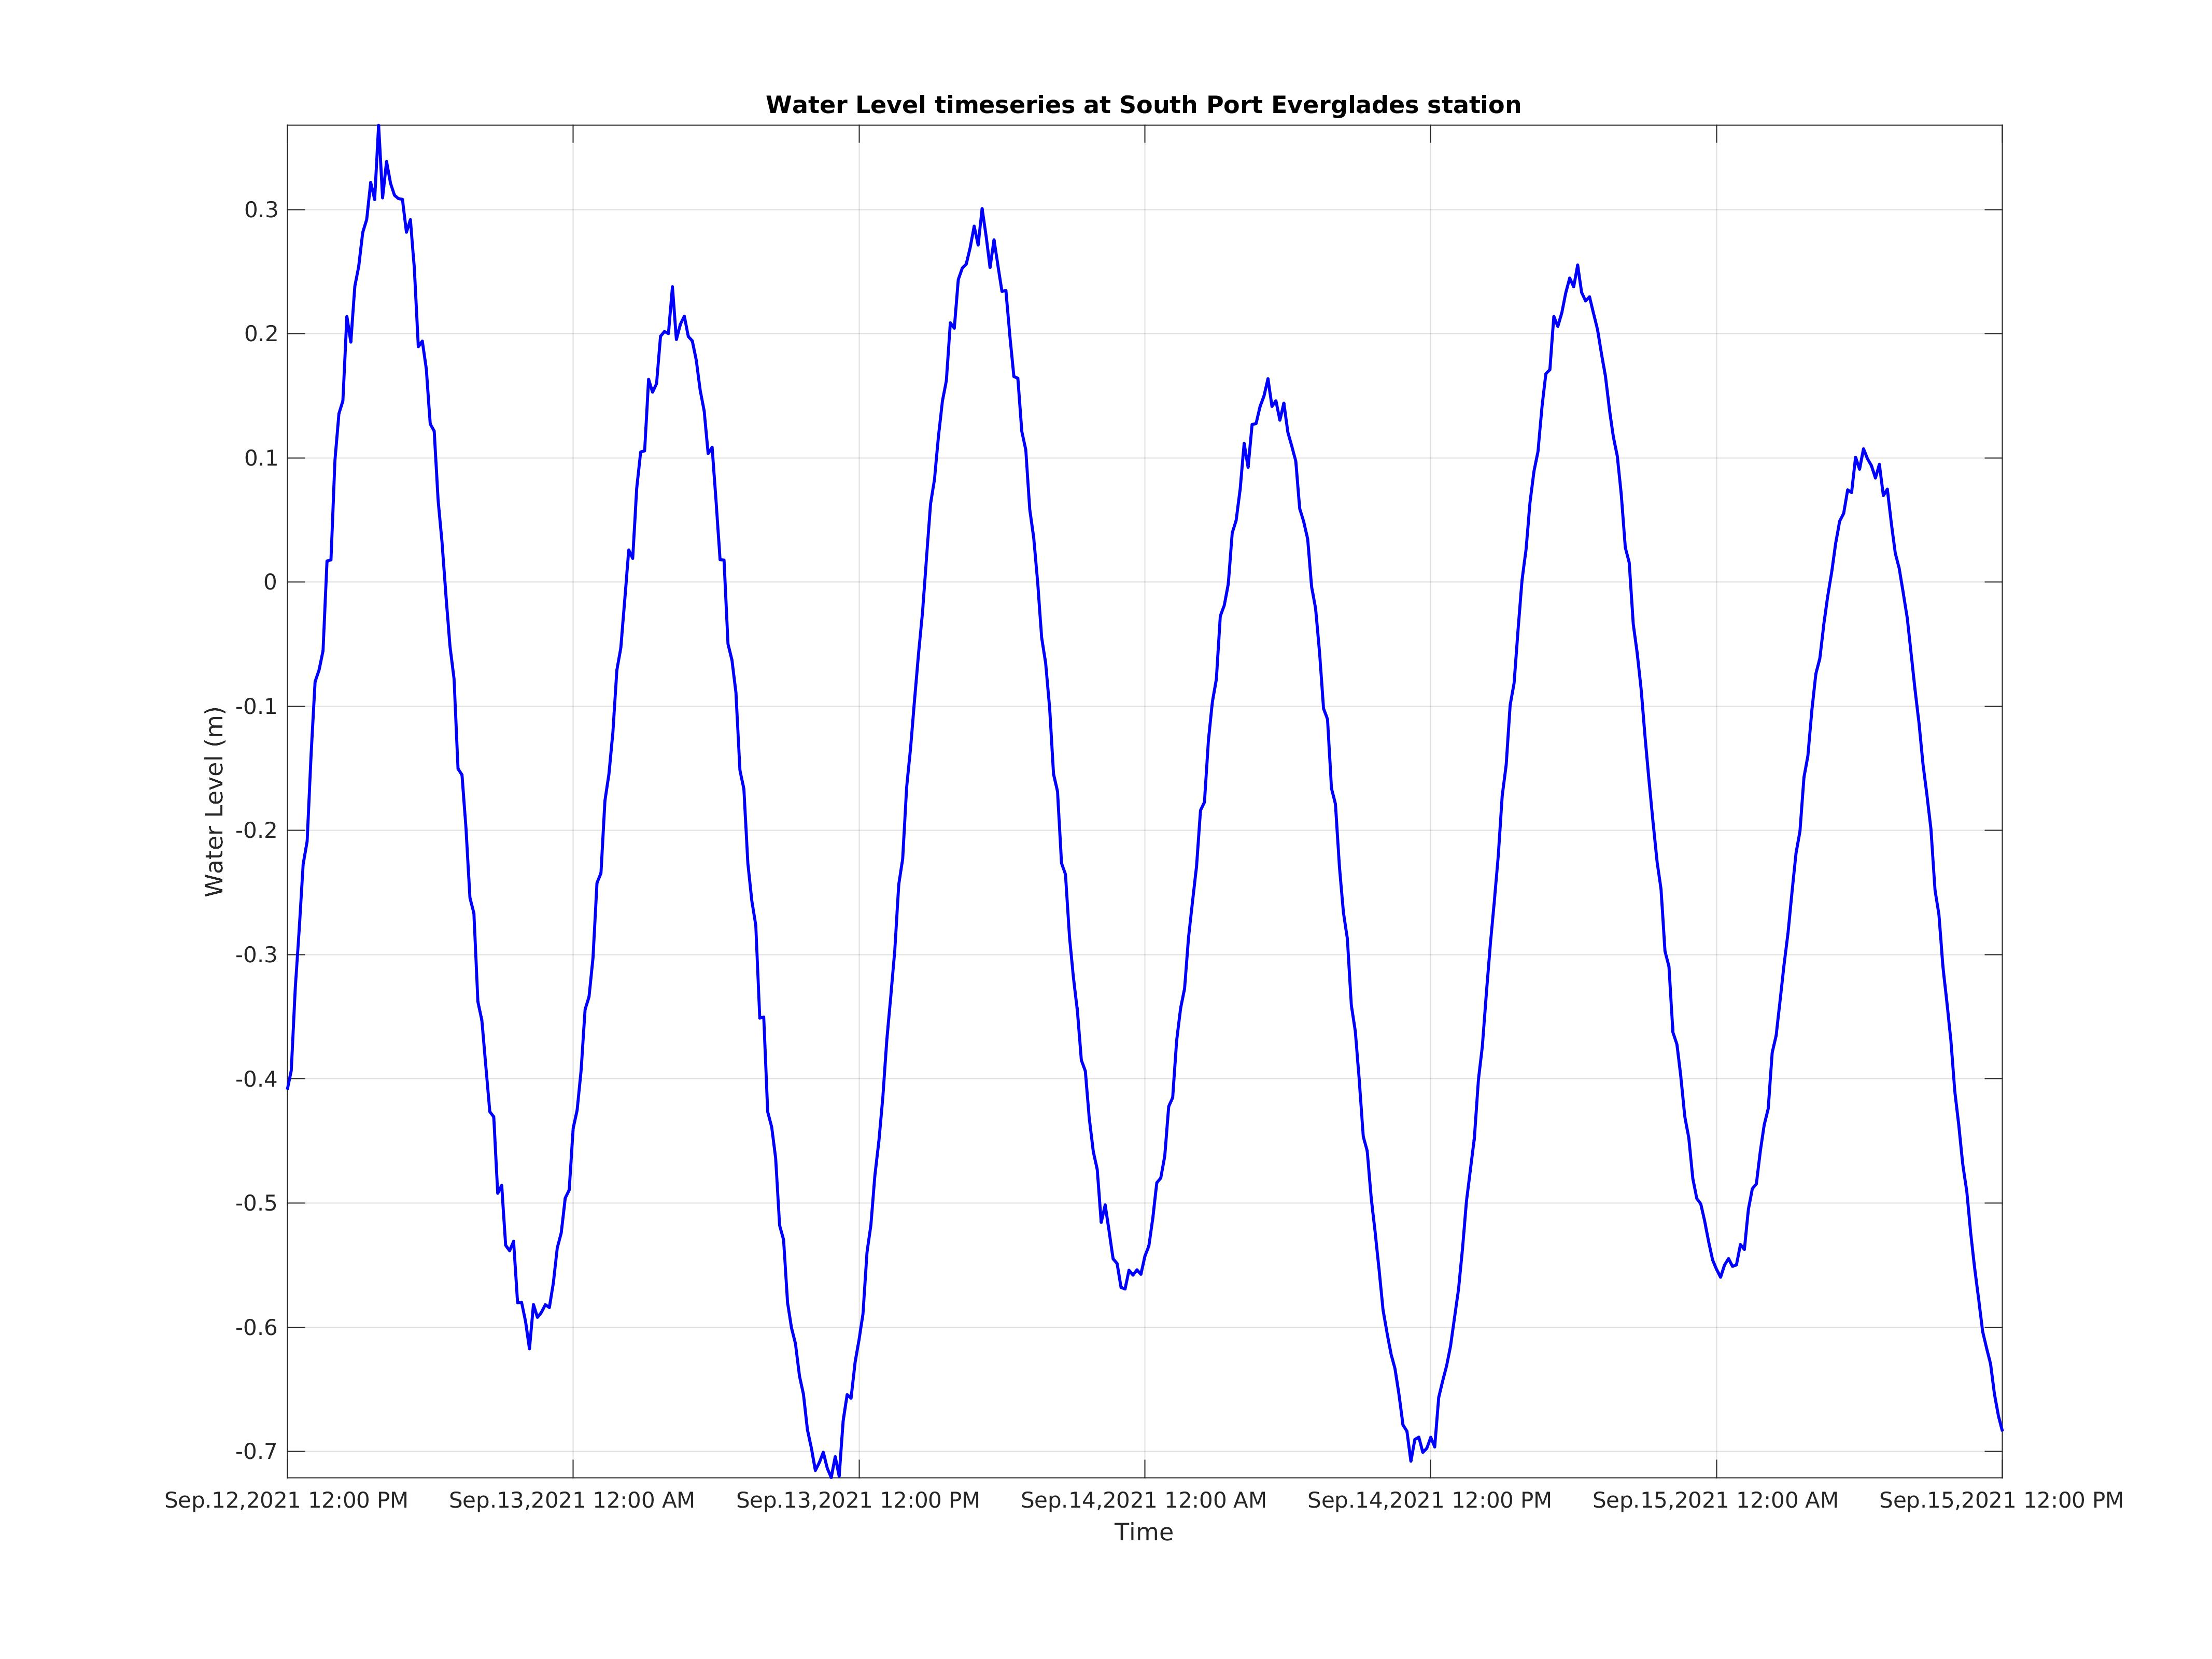 Water Level timeseries at South Port Everglades station
0.3
0.2
0.1
0
-0.1
-0.2
-0.3
-0.4
-0.5
-0.6
-0.7
Water Level (m)
Sep.12,2021 12:00 PM
Sep.13,2021 12:00 AM
Sep.13,2021 12:00 PM
Sep.14,2021 12:00 AM
Sep.14,2021 12:00 PM
Sep.15,2021 12:00 AM
Sep.15,2021 12:00 PM
Time